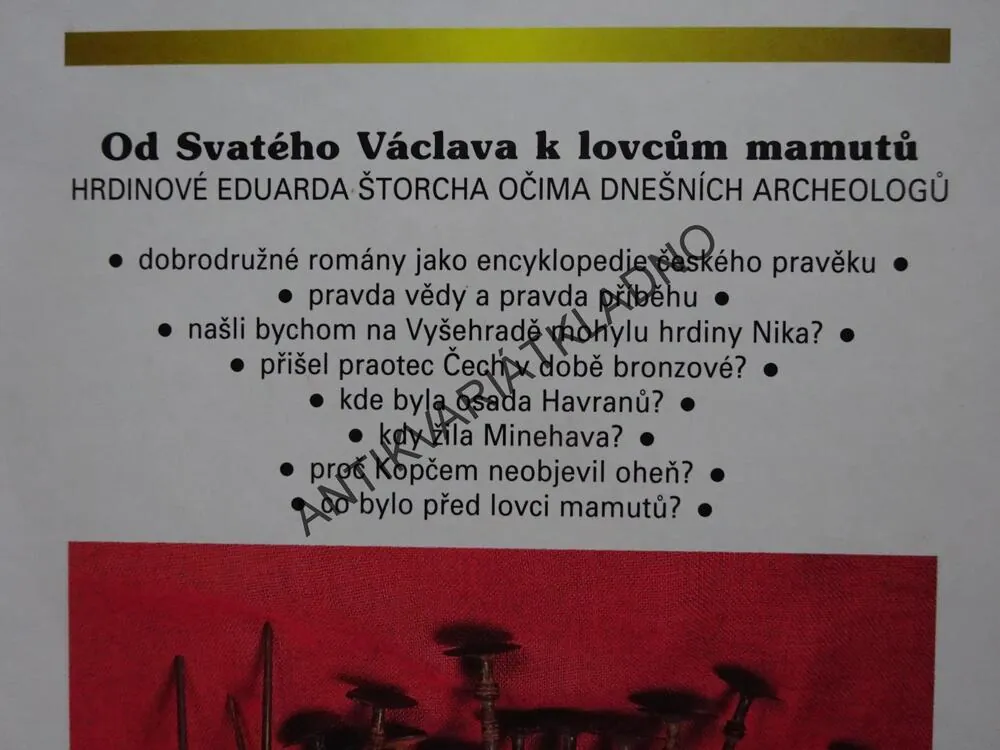 Od Svatého Václava k lovcům mamutů
HRDINOVÉ EDUARDA ŠTORCHA OČIMA DNEŠNÍCH ARCHEOLOGŮ
● dobrodružné romány jako encyklopedie českého pravěku ●
● pravda vědy a pravda příběhu ●
● našli bychom na Vyšehradě mohylu hrdiny Nika? ●
● přišel praotec Čech v době bronzové? ●
● kde byla osada Havranů? ●
● kdy žila Minehava? ●
● proč Kopčem neobjevil oheň? ●
● co bylo před lovci mamutů? ●
ANTIKVARIÁTKLADNO